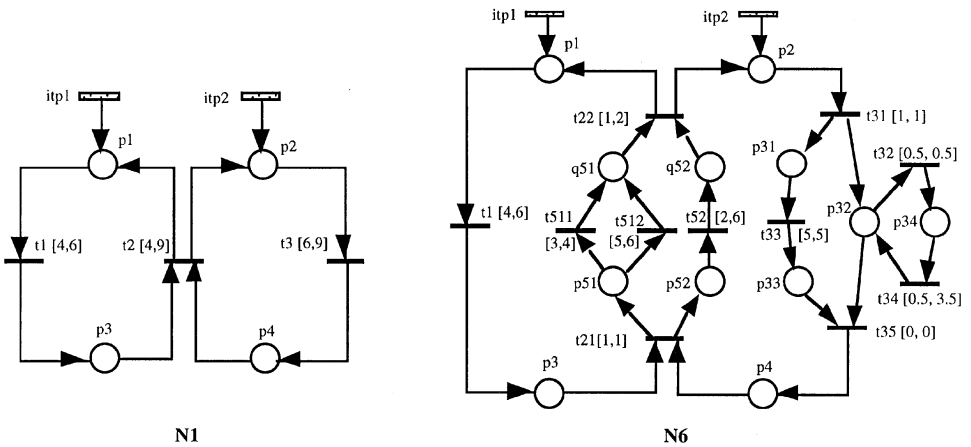 itp1
itp2
p1
p2
t1 [4,6]
t2 [4,9]
t3 [6,9]
p3
p4
N1
itp1
itp2
p1
p2
t22 [1,2]
t31 [1, 1]
p31
t32 [0.5, 0.5]
q51
q52
t1 [4,6]
t511
[3,4]
t512
[5,6]
t52
[2,6]
p32
p34
t33
[5,5]
p51
p52
p33
t34 [0.5, 3.5]
t21[1,1]
t35 [0, 0]
p3
p4
N6